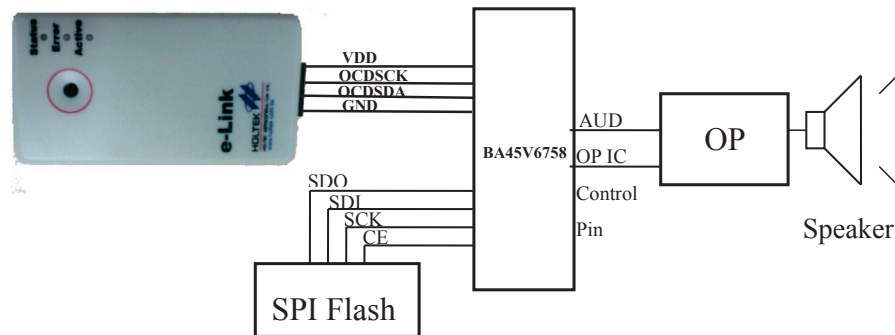 Status
Error
Active
e-Link
HOLTEK
VDD
OCDSCK
OCDSDA
GND
BA45V6758
AUD
OP IC
Control
Pin
OP
Speaker
SDO
SDI
SCK
CE
SPI Flash